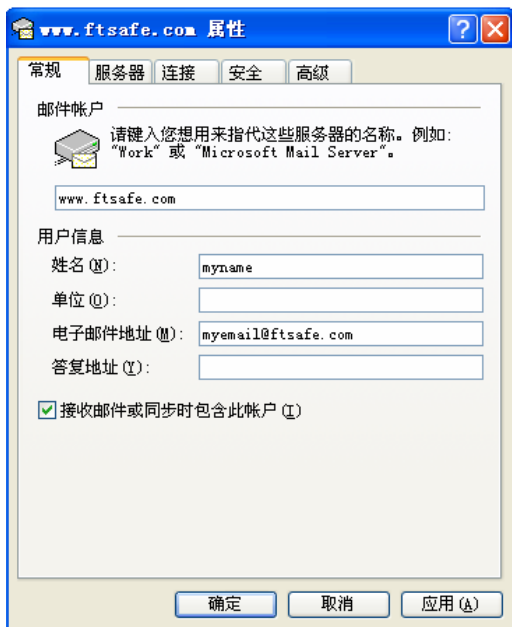 www.ftsafe.com 属性
常规 服务器 连接 安全 高级
邮件帐户
请键入您想用来指代这些服务器的名称。例如:
“Work” 或 “Microsoft Mail Server”。
www.ftsafe.com
用户信息
姓名(N): myname
单位(O):
电子邮件地址(M): myemail@ftsafe.com
答复地址(Y):
接收邮件或同步时包含此帐户(I)
确定 取消 应用(A)